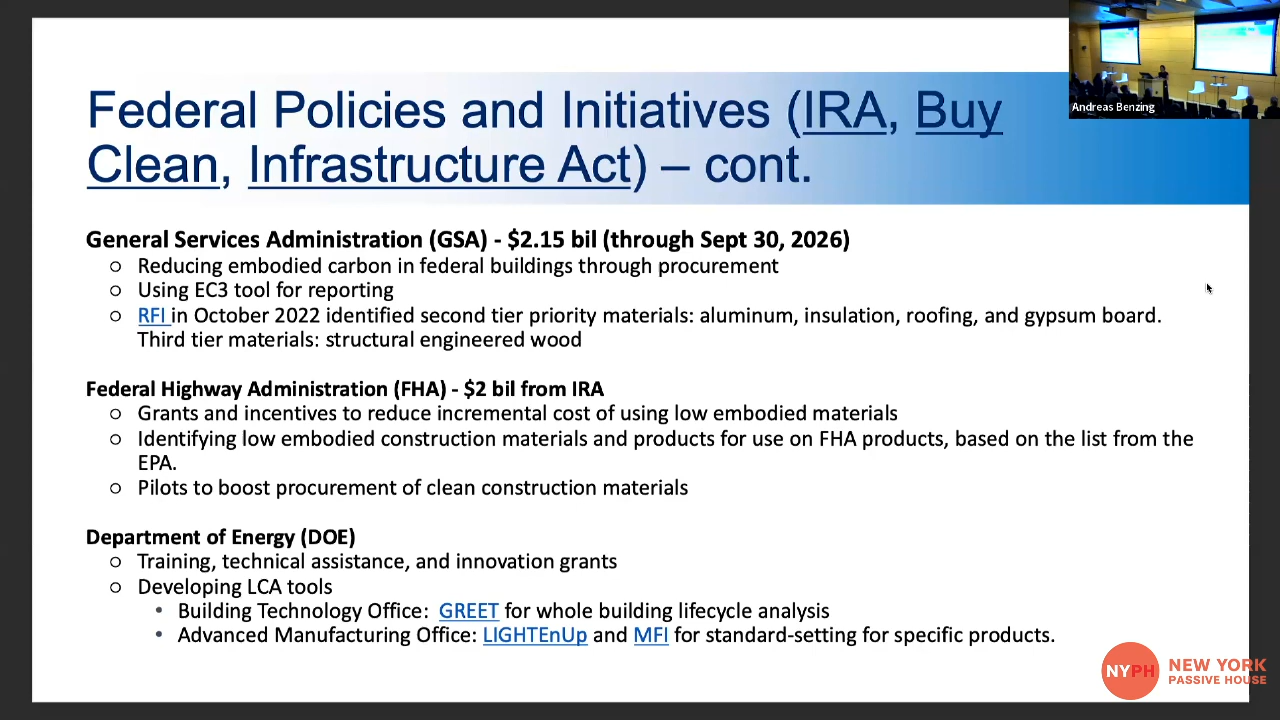 Federal Policies and Initiatives (IRA, Buy
Clean, Infrastructure Act) – cont.
Andreas Benzing
General Services Administration (GSA) - $2.15 bil (through Sept 30, 2026)
○ Reducing embodied carbon in federal buildings through procurement
○ Using EC3 tool for reporting
○ RFI in October 2022 identified second tier priority materials: aluminum, insulation, roofing, and gypsum board.
Third tier materials: structural engineered wood
Federal Highway Administration (FHA) - $2 bil from IRA
○ Grants and incentives to reduce incremental cost of using low embodied materials
○ Identifying low embodied construction materials and products for use on FHA products, based on the list from the
EPA.
○ Pilots to boost procurement of clean construction materials
Department of Energy (DOE)
○ Training, technical assistance, and innovation grants
○ Developing LCA tools
• Building Technology Office: GREET for whole building lifecycle analysis
• Advanced Manufacturing Office: LIGHTEnUp and MFI for standard-setting for specific products.
NYPH NEW YORK
PASSIVE HOUSE